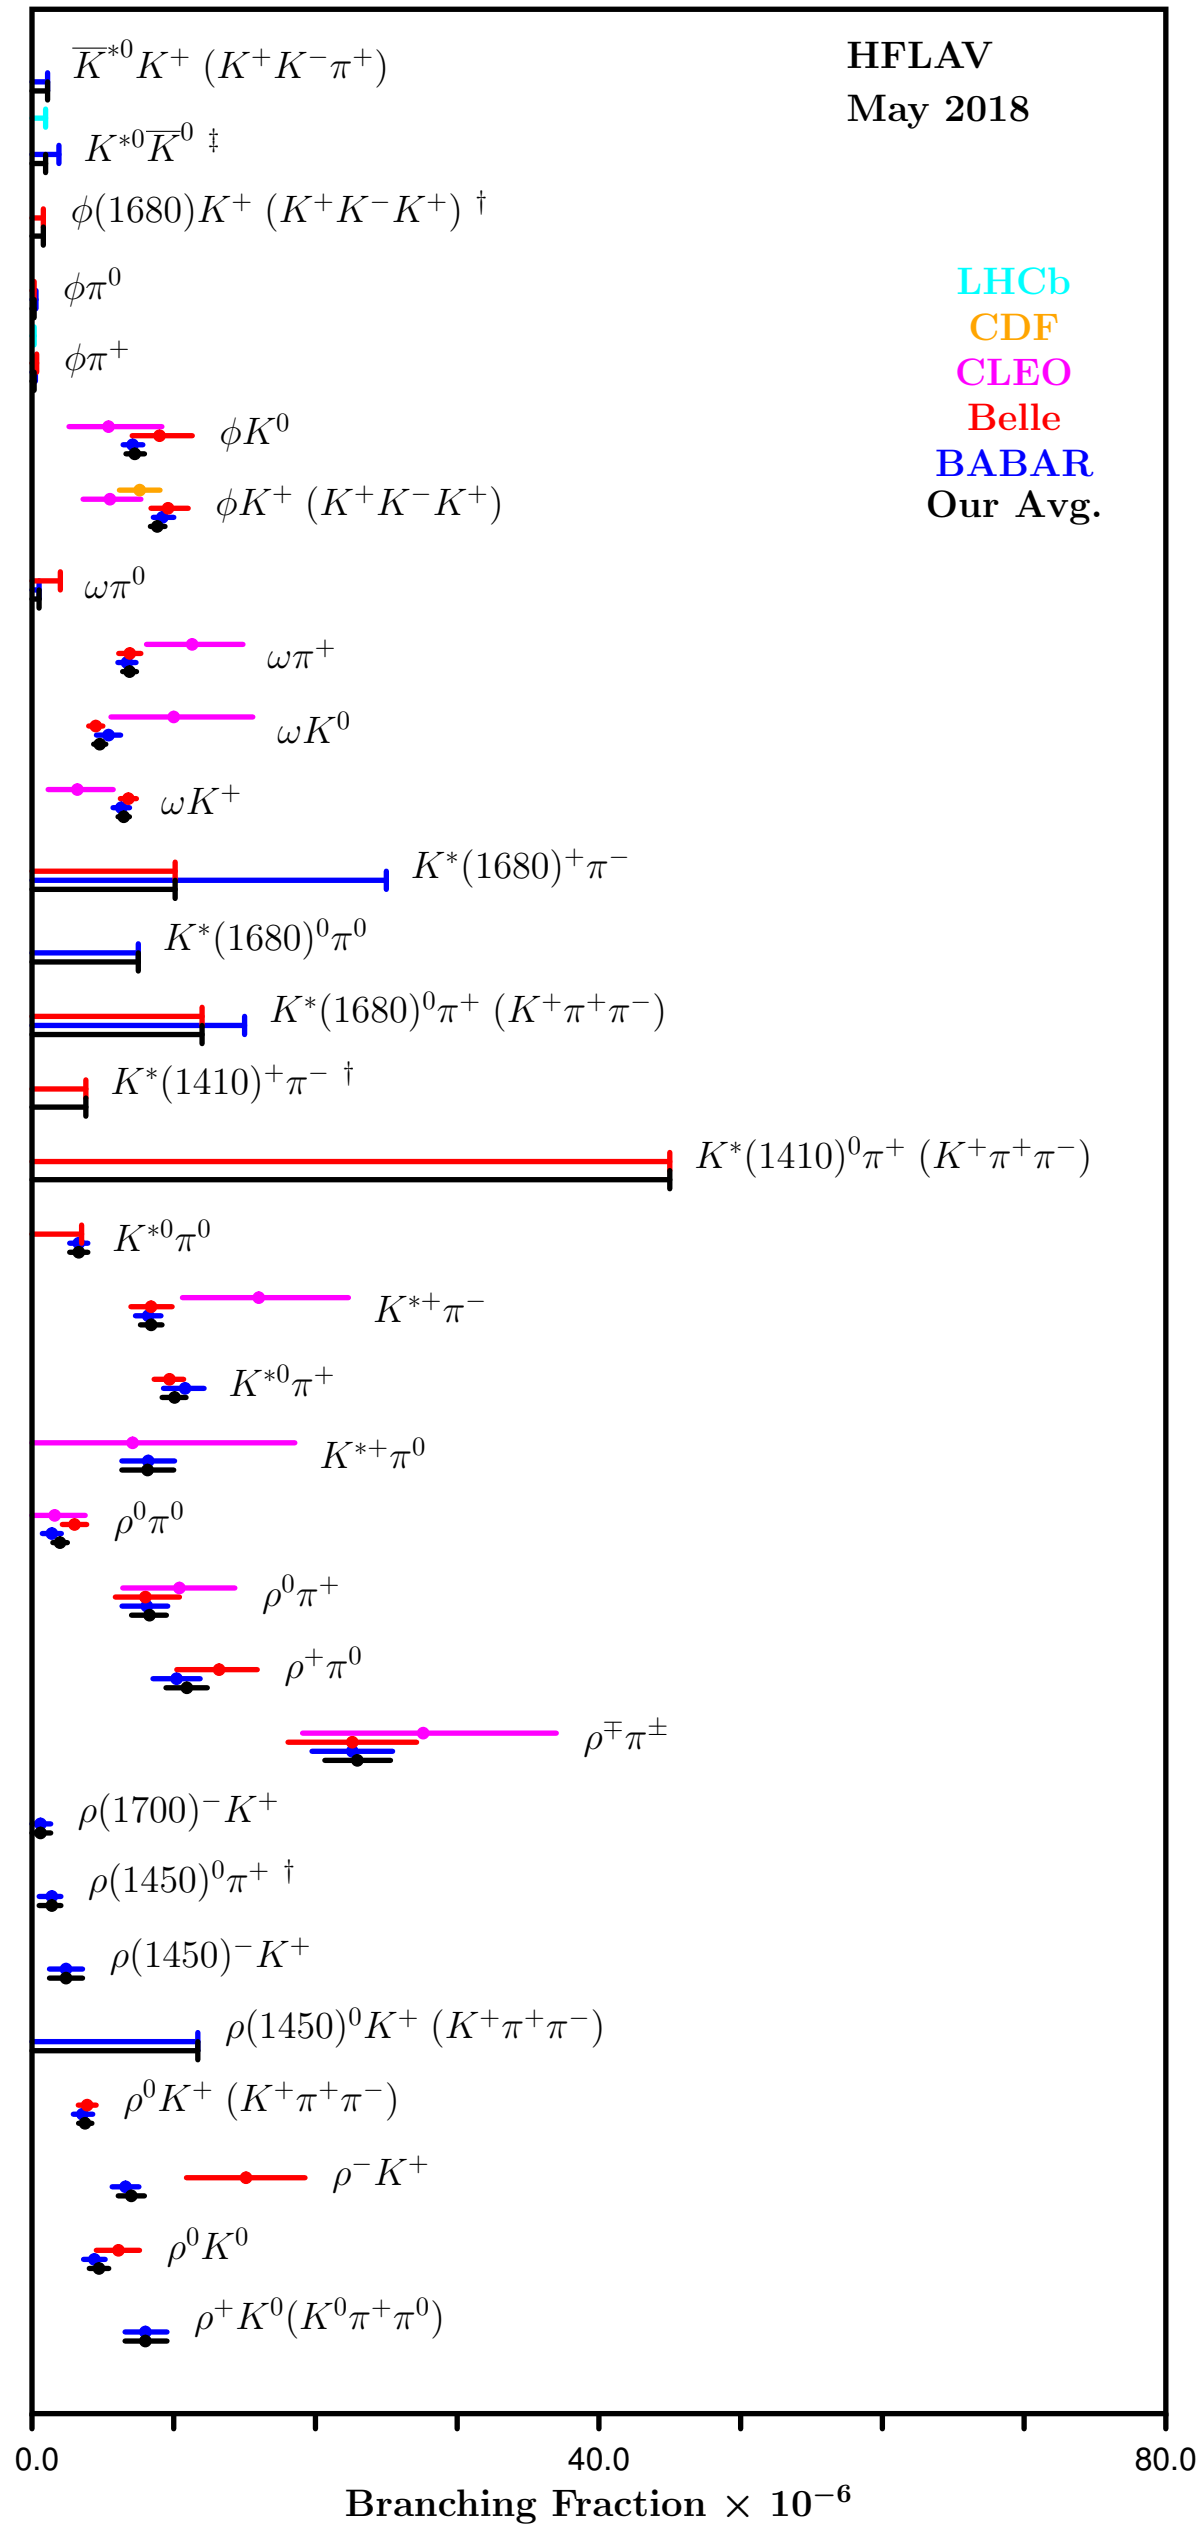 K̅*⁰K⁺ (K⁺K⁻π⁺)
HFLAV
May 2018
K*⁰K̅⁰ ‡
ϕ(1680)K⁺ (K⁺K⁻K⁺) †
ϕπ⁰
LHCb
CDF
ϕπ⁺
CLEO
Belle
ϕK⁰
BABAR
ϕK⁺ (K⁺K⁻K⁺)
Our Avg.
ωπ⁰
ωπ⁺
ωK⁰
ωK⁺
K*(1680)⁺π⁻
K*(1680)⁰π⁰
K*(1680)⁰π⁺ (K⁺π⁺π⁻)
K*(1410)⁺π⁻ †
K*(1410)⁰π⁺ (K⁺π⁺π⁻)
K*⁰π⁰
K*⁺π⁻
K*⁰π⁺
K*⁺π⁰
ρ⁰π⁰
ρ⁰π⁺
ρ⁺π⁰
ρ^∓π^±
ρ(1700)⁻K⁺
ρ(1450)⁰π⁺ †
ρ(1450)⁻K⁺
ρ(1450)⁰K⁺ (K⁺π⁺π⁻)
ρ⁰K⁺ (K⁺π⁺π⁻)
ρ⁻K⁺
ρ⁰K⁰
ρ⁺K⁰(K⁰π⁺π⁰)
0.0 40.0 80.0
Branching Fraction × 10⁻⁶